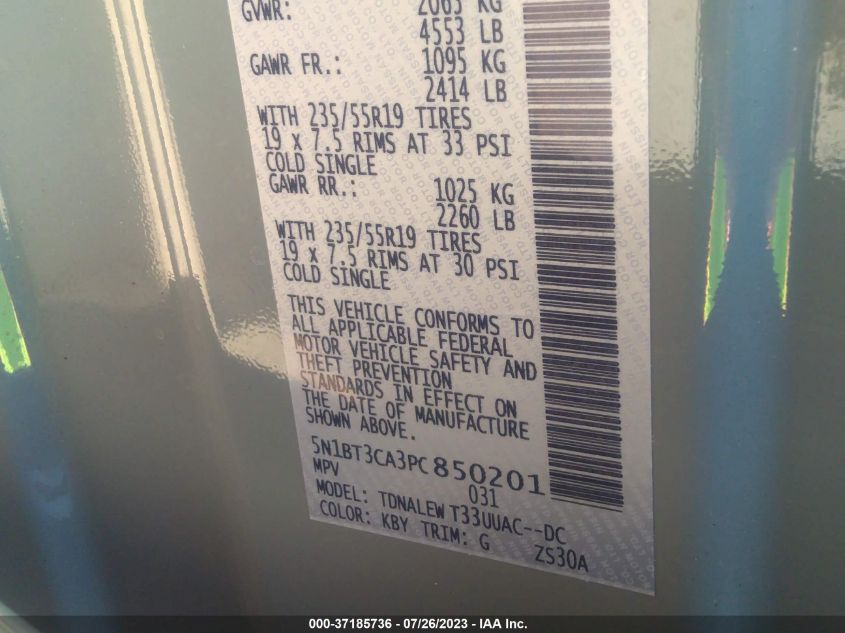 GVWR: 2065 KG
4553 LB
GAWR FR.: 1095 KG
2414 LB
WITH 235/55R19 TIRES
19 x 7.5 RIMS AT 33 PSI
COLD SINGLE
GAWR RR.: 1025 KG
2260 LB
WITH 235/55R19 TIRES
19 x 7.5 RIMS AT 30 PSI
COLD SINGLE
THIS VEHICLE CONFORMS TO
ALL APPLICABLE FEDERAL
MOTOR VEHICLE SAFETY AND
THEFT PREVENTION
STANDARDS IN EFFECT ON
THE DATE OF MANUFACTURE
SHOWN ABOVE.
5N1BT3CA3PC850201
MPV 031
MODEL: TDNALEW T33UUAC--DC
COLOR: KBY TRIM: G ZS30A
000-37185736 - 07/26/2023 - IAA Inc.